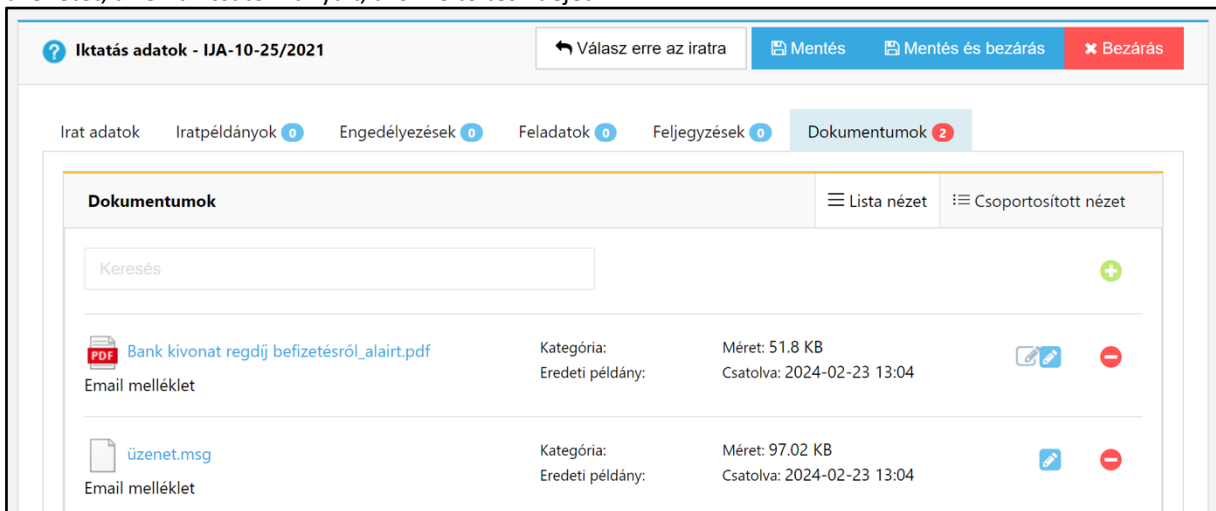 Iktatás adatok - IJA-10-25/2021
Válasz erre az iratra
Mentés
Mentés és bezárás
Bezárás
Irat adatok
Iratpéldányok 0
Engedélyezések 0
Feladatok 0
Feljegyzések 0
Dokumentumok 2
Dokumentumok
Lista nézet
Csoportosított nézet
Keresés
PDF
Bank kivonat regdíj befizetésről_alairt.pdf
Email melléklet
Kategória:
Eredeti példány:
Méret: 51.8 KB
Csatolva: 2024-02-23 13:04
üzenet.msg
Email melléklet
Kategória:
Eredeti példány:
Méret: 97.02 KB
Csatolva: 2024-02-23 13:04